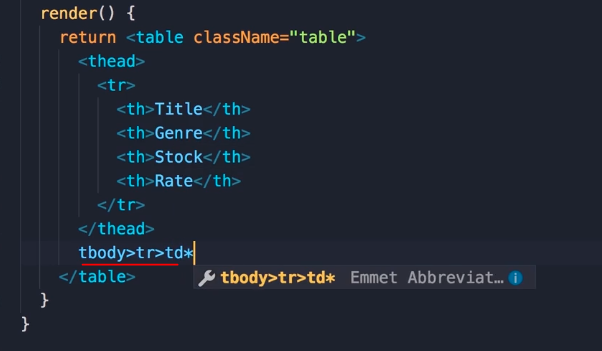 render() {
return <table className="table">
<thead>
<tr>
<th>Title</th>
<th>Genre</th>
<th>Stock</th>
<th>Rate</th>
</tr>
</thead>
tbody>tr>td*
tbody>tr>td* Emmet Abbreviat…
</table>
}
}